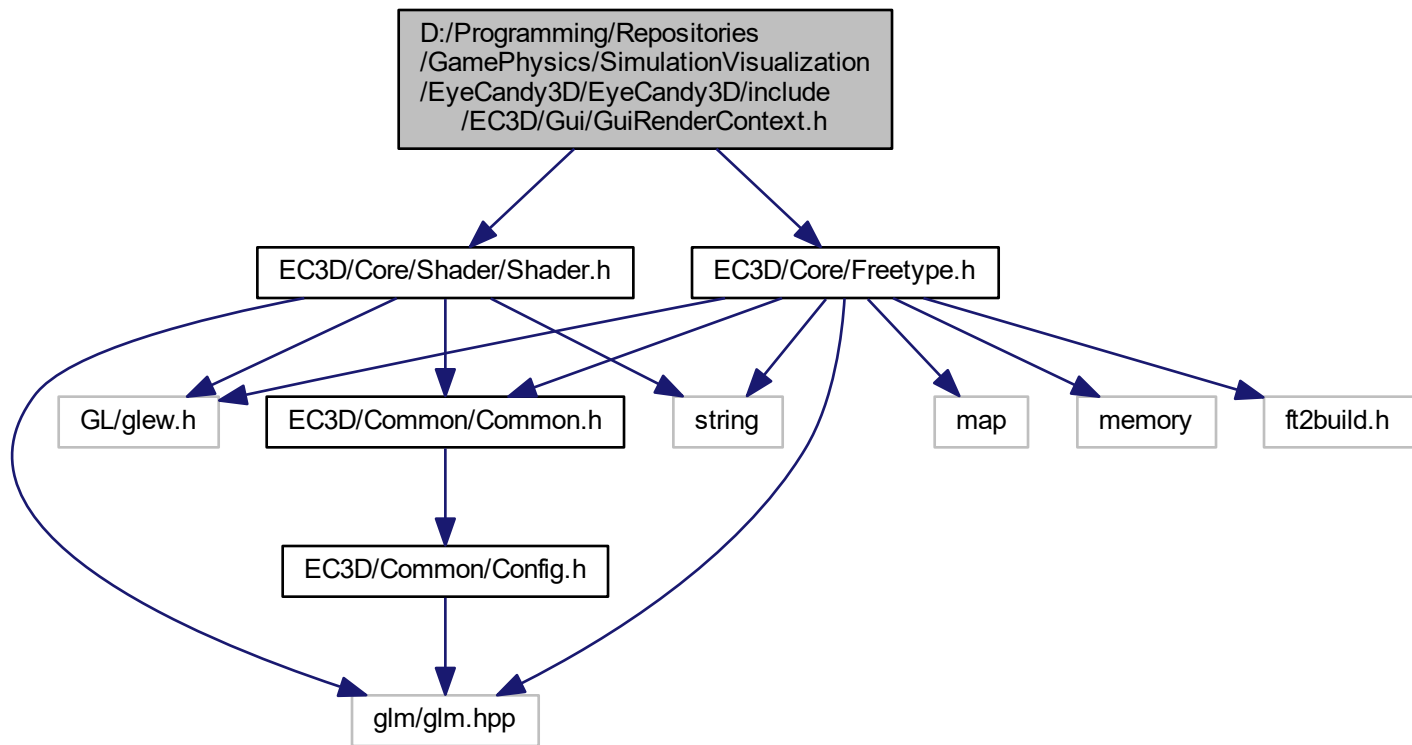 D:/Programming/Repositories
/GamePhysics/SimulationVisualization
/EyeCandy3D/EyeCandy3D/include
/EC3D/Gui/GuiRenderContext.h
EC3D/Core/Shader/Shader.h
EC3D/Core/Freetype.h
GL/glew.h
EC3D/Common/Common.h
string
map
memory
ft2build.h
EC3D/Common/Config.h
glm/glm.hpp